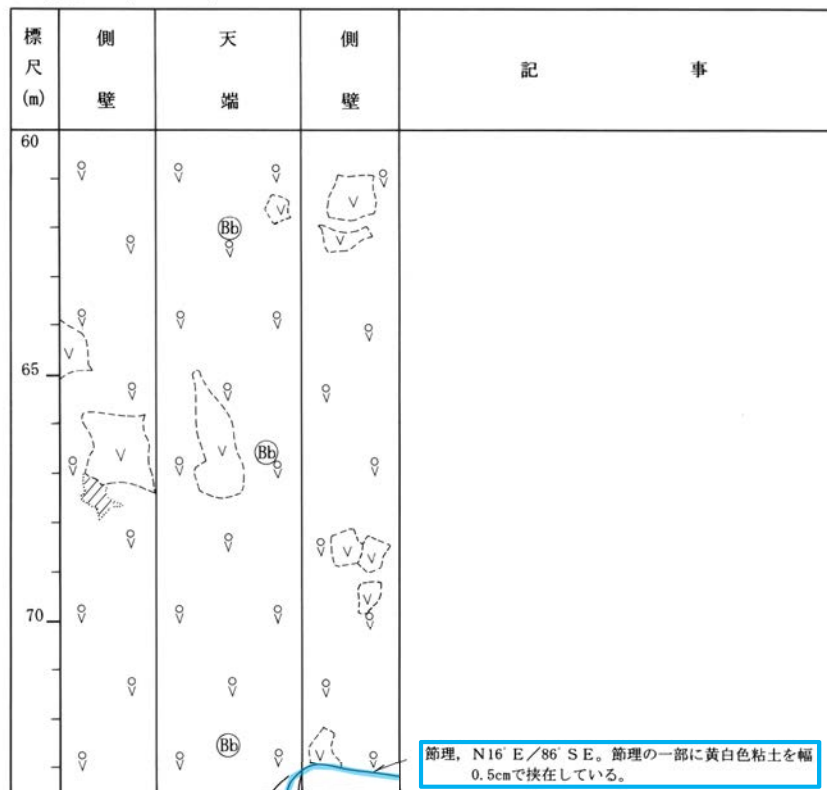 標尺(m)
側壁
天端
側壁
記事
60
Bb
65
Bb
70
Bb
節理, N16°E/86°SE。節理の一部に黄白色粘土を幅
0.5cmで挟在している。